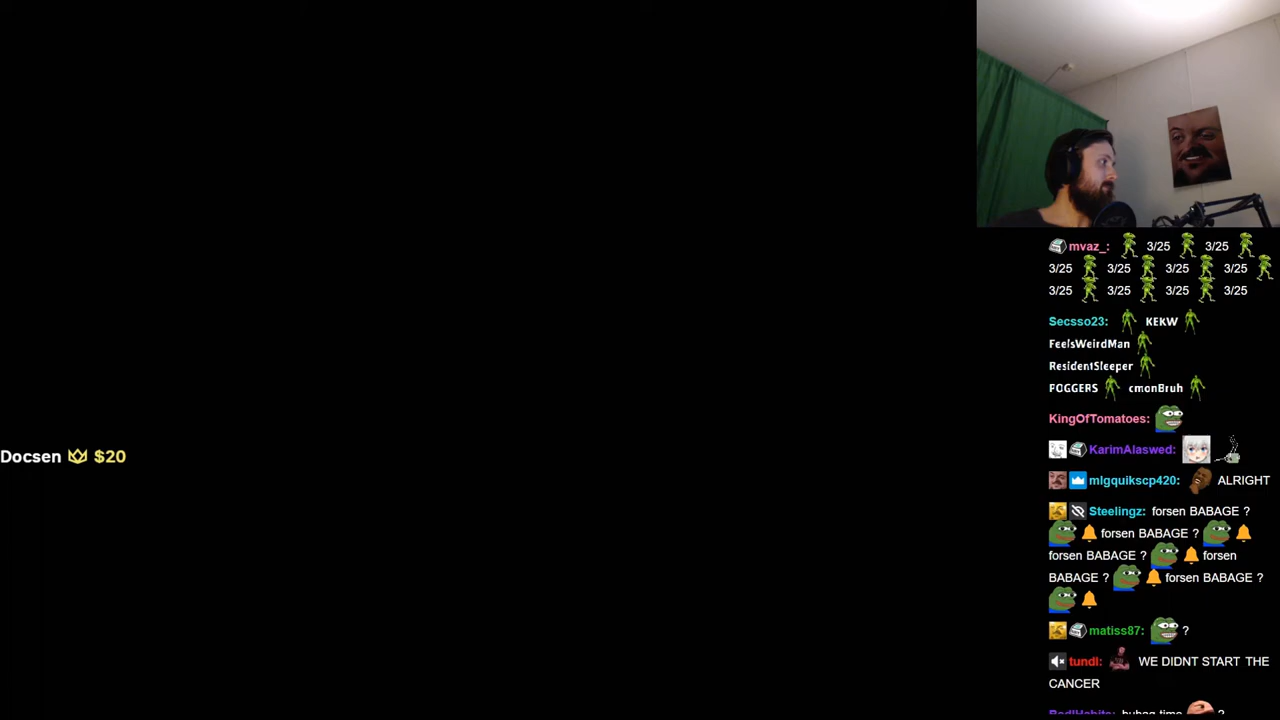 mvaz_: 3/25 3/25
3/25 3/25 3/25 3/25
3/25 3/25 3/25 3/25
Secsso23: KEKW
FeelsWeirdMan
ResidentSleeper
FOGGERS cmonBruh
KingOfTomatoes:
KarimAlaswed:
Docsen $20
mlgquikscp420: ALRIGHT
Steelingz: forsen BABAGE ?
forsen BABAGE ?
forsen BABAGE ? forsen
BABAGE ? forsen BABAGE ?
matiss87: ?
tundl: WE DIDNT START THE
CANCER